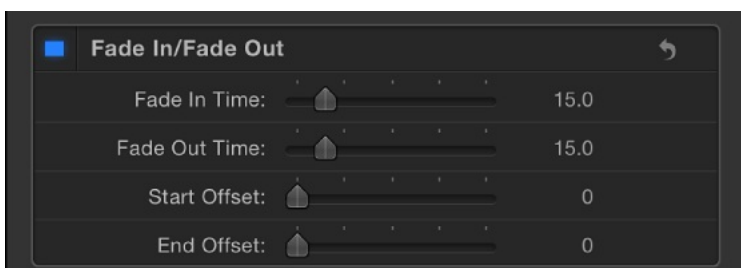 Fade In/Fade Out
Fade In Time: 15.0
Fade Out Time: 15.0
Start Offset: 0
End Offset: 0